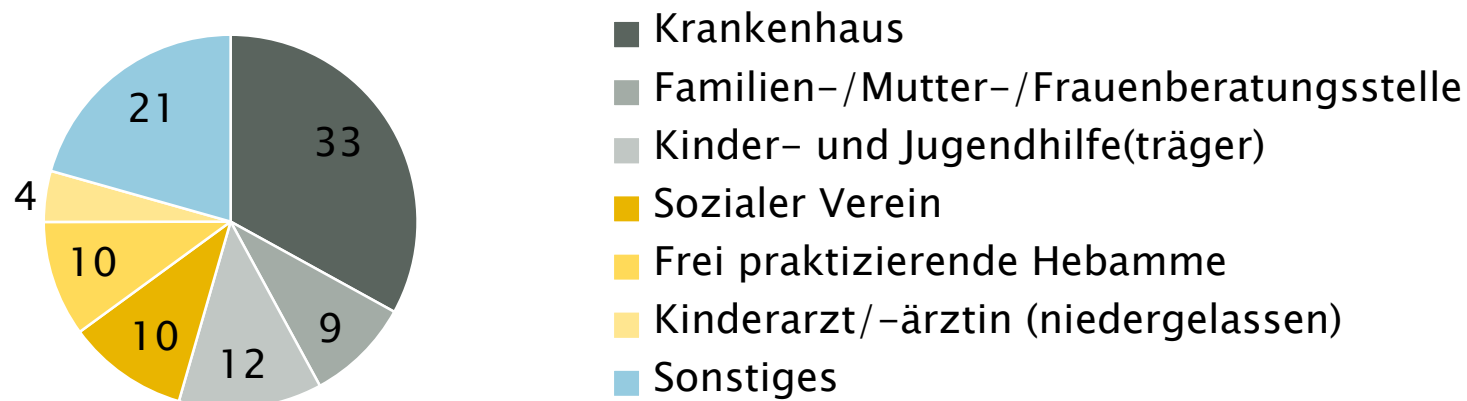 33
9
12
10
10
4
21
Krankenhaus
Familien-/Mutter-/Frauenberatungsstelle
Kinder- und Jugendhilfe(träger)
Sozialer Verein
Frei praktizierende Hebamme
Kinderarzt/-ärztin (niedergelassen)
Sonstiges